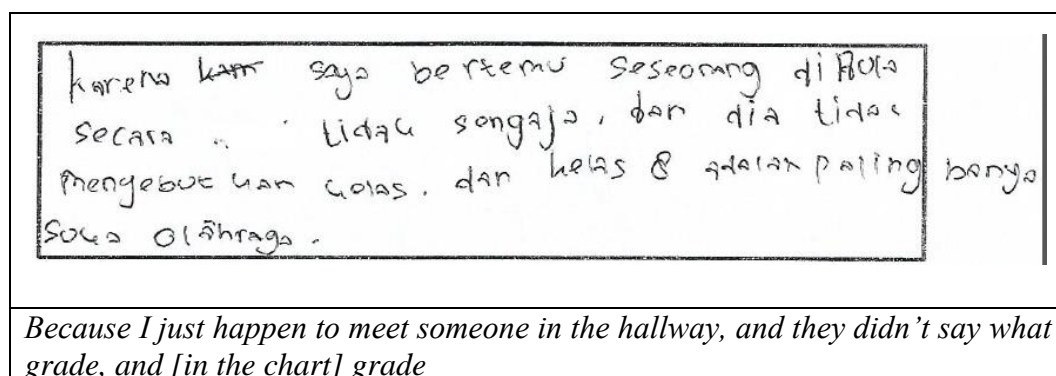 karena kam saya bertemu seseorang di Aula
secara tidak sengaja, dan dia tidak
mengebutkan kelas. dan kelas 8 adalah paling banya
suka olahraga.
Because I just happen to meet someone in the hallway, and they didn't say what
grade, and [in the chart] grade